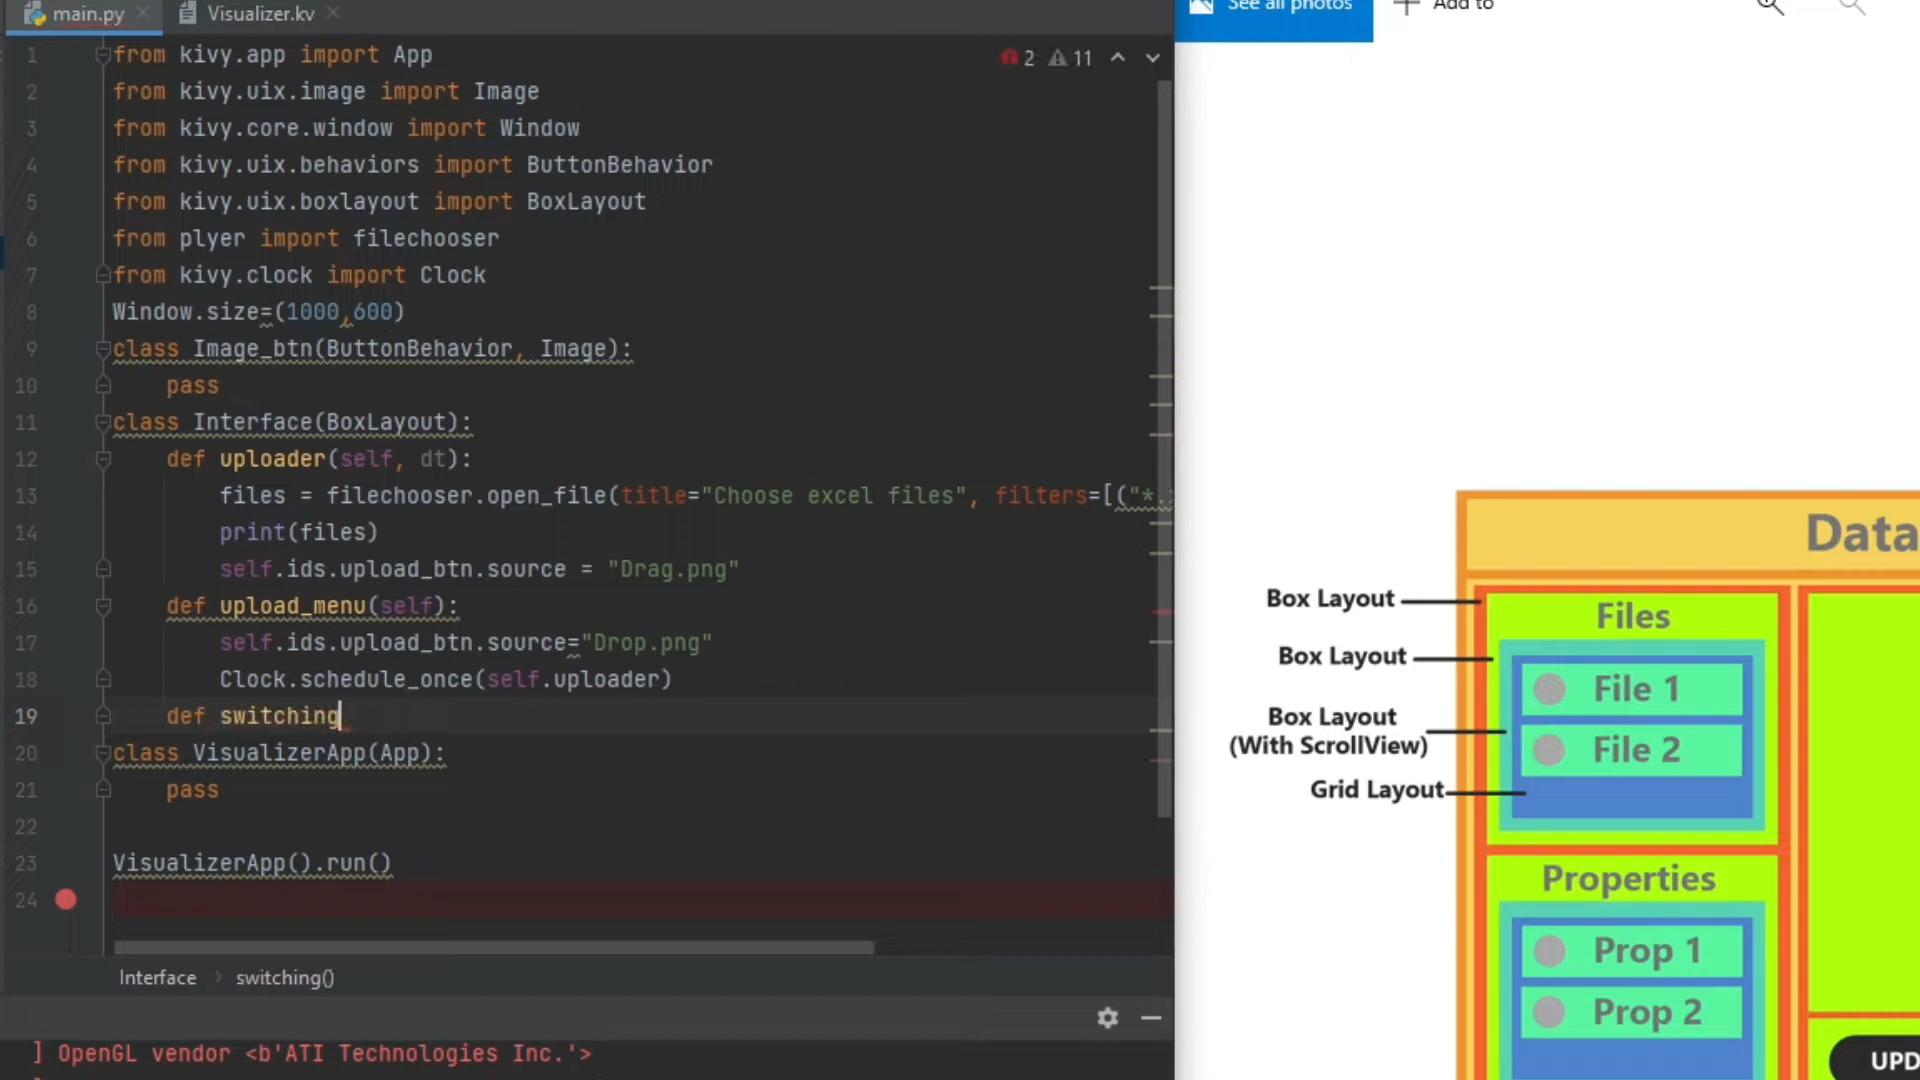 main.py
Visualizer.kv
See all photos
Add to
2
11
1 from kivy.app import App
2 from kivy.uix.image import Image
3 from kivy.core.window import Window
4 from kivy.uix.behaviors import ButtonBehavior
5 from kivy.uix.boxlayout import BoxLayout
6 from plyer import filechooser
7 from kivy.clock import Clock
8 Window.size=(1000,600)
9 class Image_btn(ButtonBehavior, Image):
10 pass
11 class Interface(BoxLayout):
12 def uploader(self, dt):
13 files = filechooser.open_file(title="Choose excel files", filters=[("*.
14 print(files)
15 self.ids.upload_btn.source = "Drag.png"
16 def upload_menu(self):
17 self.ids.upload_btn.source="Drop.png"
18 Clock.schedule_once(self.uploader)
19 def switching
20 class VisualizerApp(App):
21 pass
22
23 VisualizerApp().run()
24
Interface
switching()
] OpenGL vendor <b'ATI Technologies Inc.'>
Data
Box Layout
Files
Box Layout
File 1
Box Layout
(With ScrollView)
File 2
Grid Layout
Properties
Prop 1
Prop 2
UPD